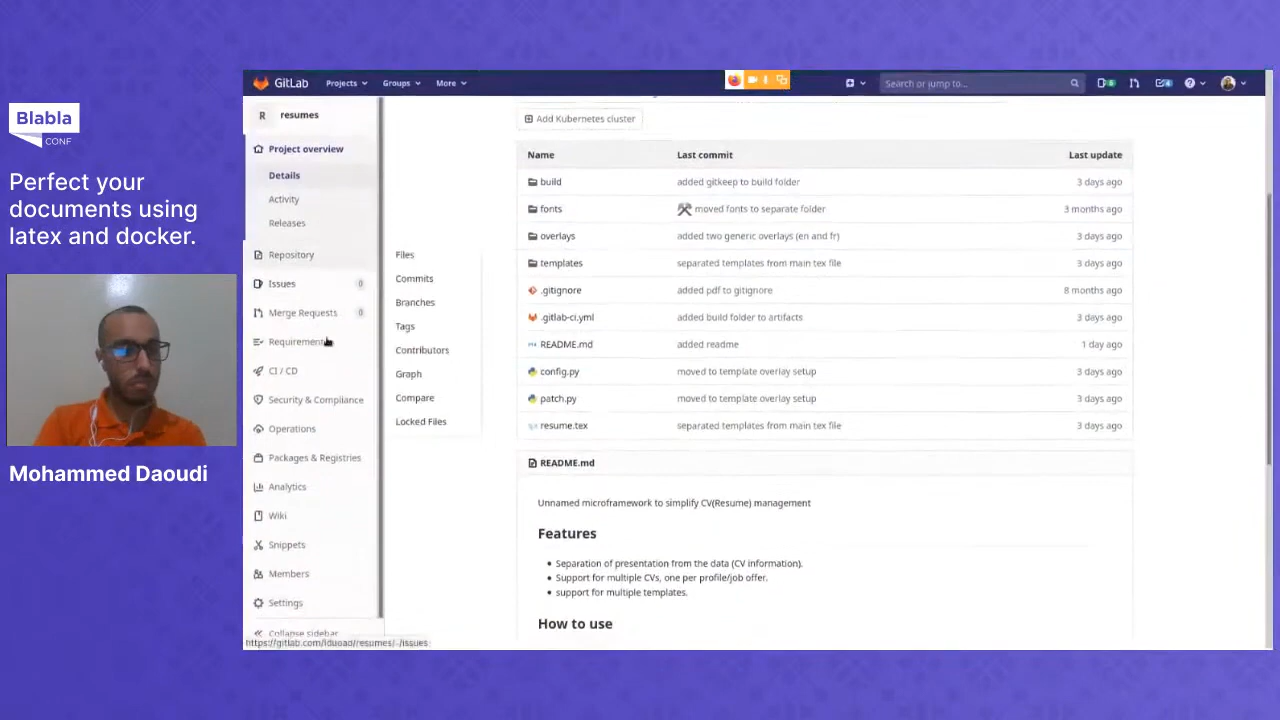 Blabla
CONF
Perfect your
documents using
latex and docker.
Mohammed Daoudi
GitLab
Projects
Groups
More
Search or jump to...
R resumes
Project overview
Details
Activity
Releases
Repository
Issues 0
Merge Requests 0
Requirements
CI / CD
Security & Compliance
Operations
Packages & Registries
Analytics
Wiki
Snippets
Members
Settings
Collapse sidebar
https://gitlab.com/iduoad/resumes/-/issues
Files
Commits
Branches
Tags
Contributors
Graph
Compare
Locked Files
Add Kubernetes cluster
Name Last commit Last update
build added gitkeep to build folder 3 days ago
fonts moved fonts to separate folder 3 months ago
overlays added two generic overlays (en and fr) 3 days ago
templates separated templates from main tex file 3 days ago
.gitignore added pdf to gitignore 8 months ago
.gitlab-ci.yml added build folder to artifacts 3 days ago
README.md added readme 1 day ago
config.py moved to template overlay setup 3 days ago
patch.py moved to template overlay setup 3 days ago
resume.tex separated templates from main tex file 3 days ago
README.md
Unnamed microframework to simplify CV(Resume) management
Features
Separation of presentation from the data (CV information).
Support for multiple CVs, one per profile/job offer.
support for multiple templates.
How to use